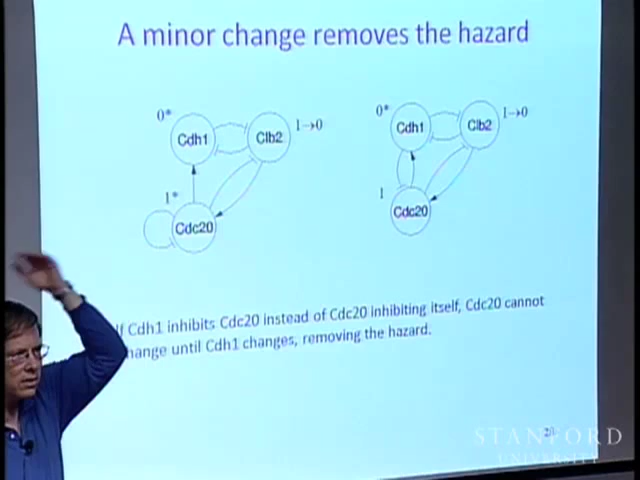 A minor change removes the hazard
0*
Cdh1
Clb2
1→0
1*
Cdc20
0*
Cdh1
Clb2
1→0
1
Cdc20
If Cdh1 inhibits Cdc20 instead of Cdc20 inhibiting itself, Cdc20 cannot
change until Cdh1 changes, removing the hazard.
STANFORD
UNIVERSITY